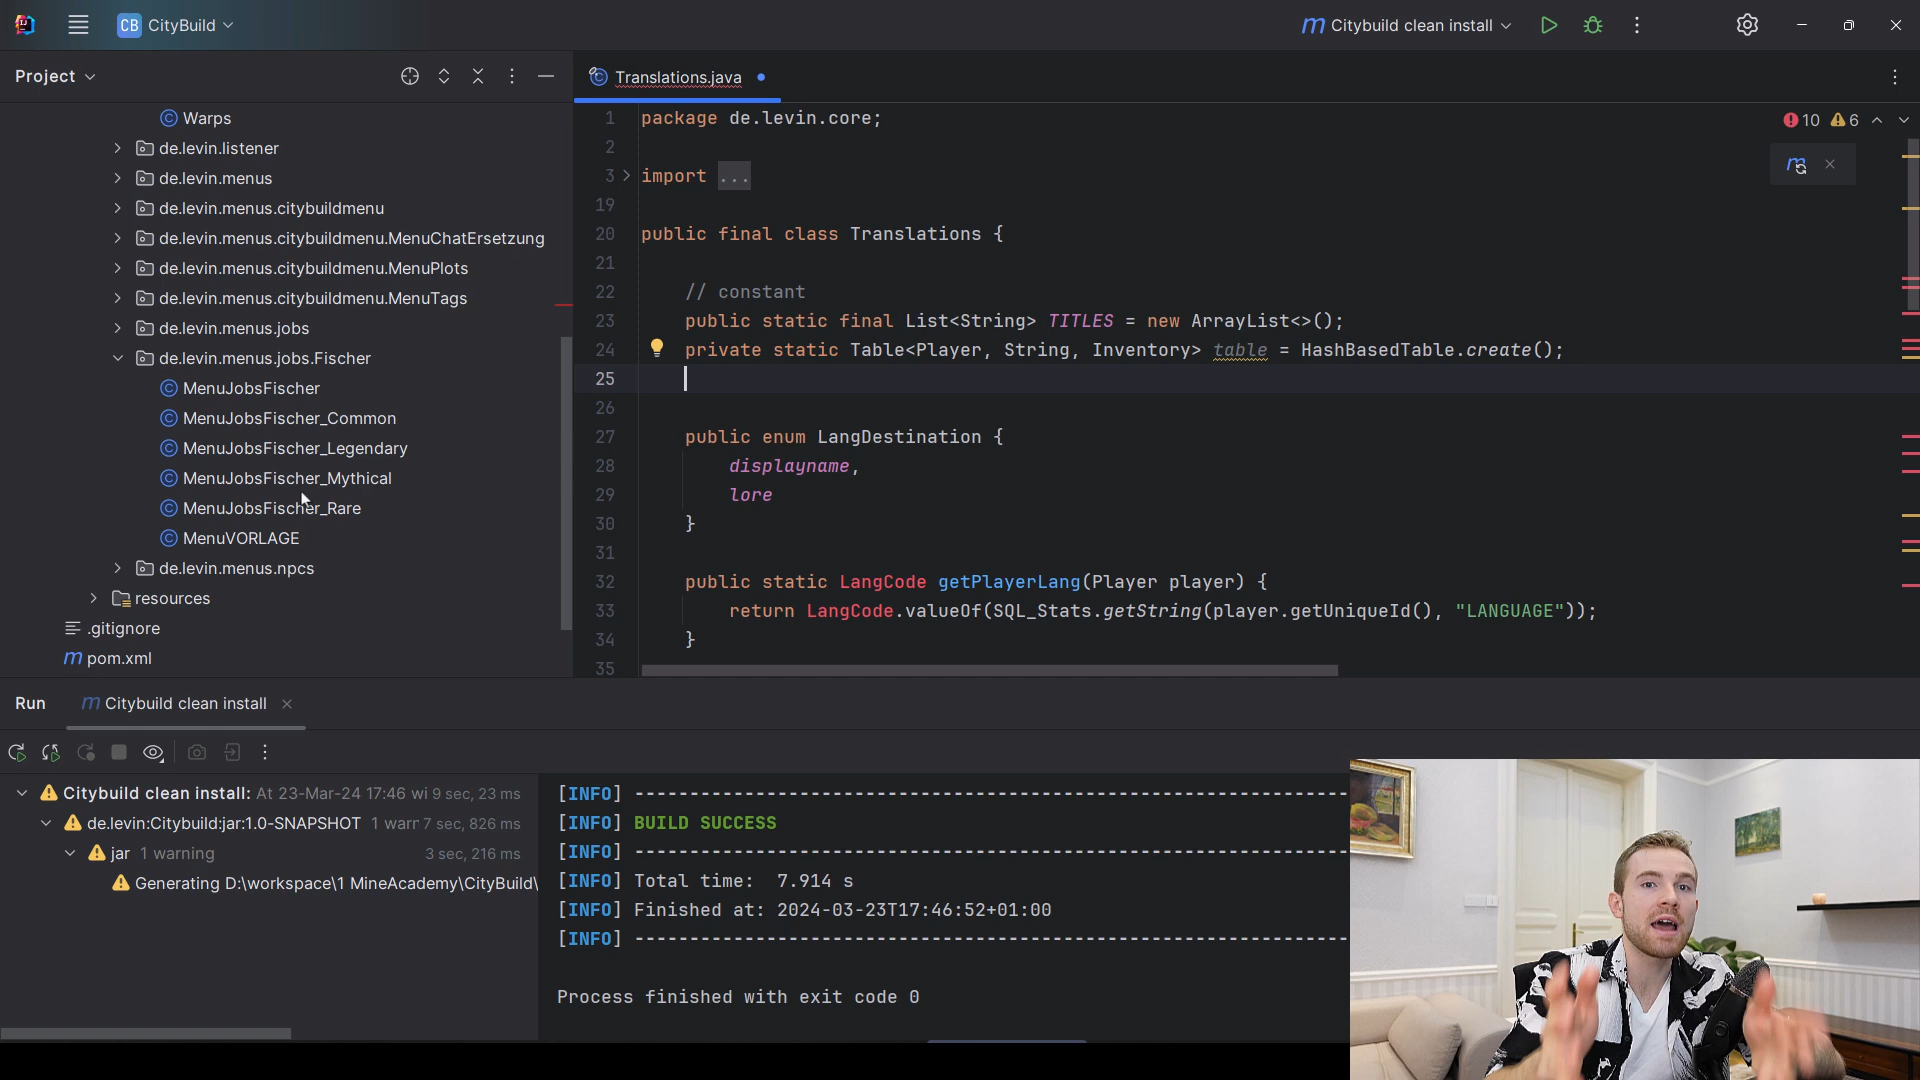 CB CityBuild
Citybuild clean install
Project
Translations.java
Warps
de.levin.listener
de.levin.menus
de.levin.menus.citybuildmenu
de.levin.menus.citybuildmenu.MenuChatErsetzung
de.levin.menus.citybuildmenu.MenuPlots
de.levin.menus.citybuildmenu.MenuTags
de.levin.menus.jobs
de.levin.menus.jobs.Fischer
MenuJobsFischer
MenuJobsFischer_Common
MenuJobsFischer_Legendary
MenuJobsFischer_Mythical
MenuJobsFischer_Rare
MenuVORLAGE
de.levin.menus.npcs
resources
.gitignore
pom.xml
10 6
1 package de.levin.core;
2
3 import ...
19
20 public final class Translations {
21
22 // constant
23 public static final List<String> TITLES = new ArrayList<>();
24 private static Table<Player, String, Inventory> table = HashBasedTable.create();
25
26
27 public enum LangDestination {
28 displayname,
29 lore
30 }
31
32 public static LangCode getPlayerLang(Player player) {
33 return LangCode.valueOf(SQL_Stats.getString(player.getUniqueId(), "LANGUAGE"));
34 }
35
Run Citybuild clean install
Citybuild clean install: At 23-Mar-24 17:46 wi 9 sec, 23 ms
de.levin:Citybuild:jar:1.0-SNAPSHOT 1 warr 7 sec, 826 ms
jar 1 warning 3 sec, 216 ms
Generating D:\workspace\1 MineAcademy\CityBuild\
[INFO] ------------------------------------------------------------------------
[INFO] BUILD SUCCESS
[INFO] ------------------------------------------------------------------------
[INFO] Total time:  7.914 s
[INFO] Finished at: 2024-03-23T17:46:52+01:00
[INFO] ------------------------------------------------------------------------
Process finished with exit code 0